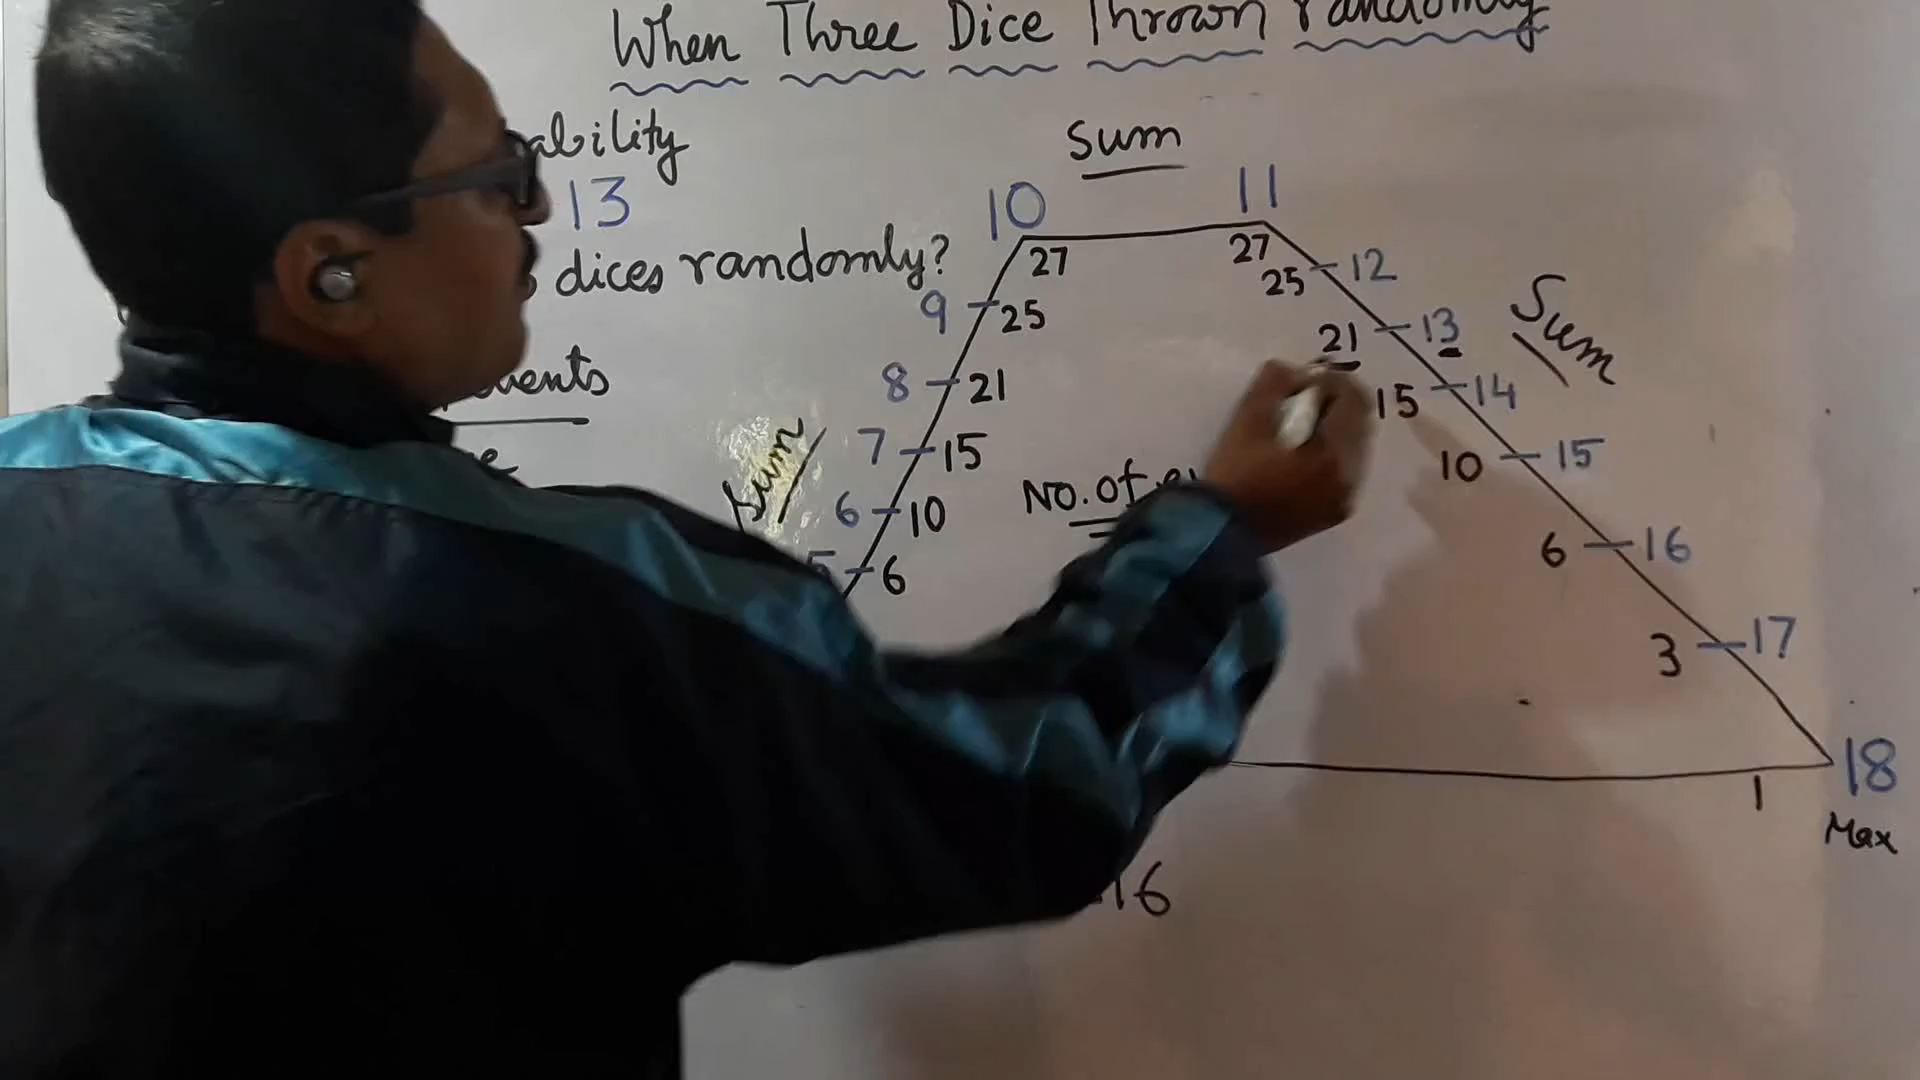 When Three Dice Thrown randomly
Sum
13
dices randomly?
10 11
27 27
25 12
9 25
21 13
Sum
8 21
15 14
7 15
10 15
Sum
6 10
No. of
6 16
5 6
3 17
18
1
Max
16